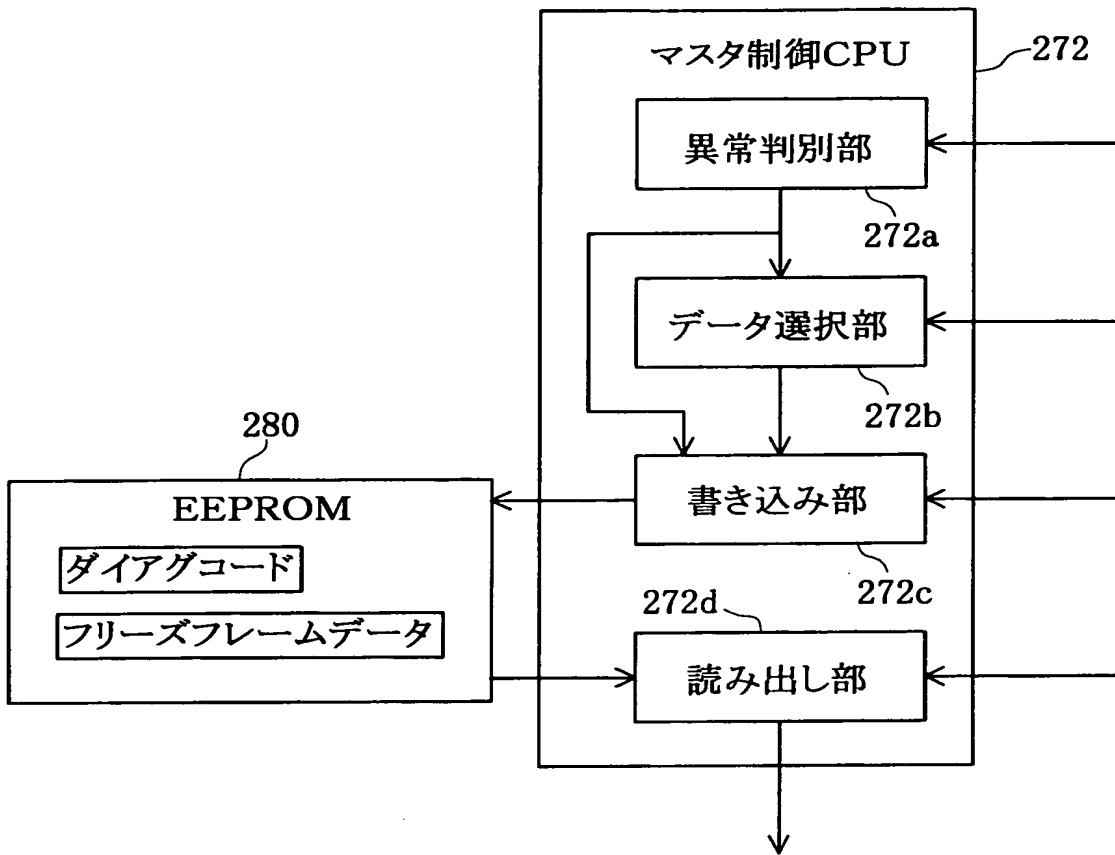 マスタ制御CPU
272
異常判別部
272a
データ選択部
272b
280
EEPROM
ダイアグコード
フリーズフレームデータ
書き込み部
272c
272d
読み出し部